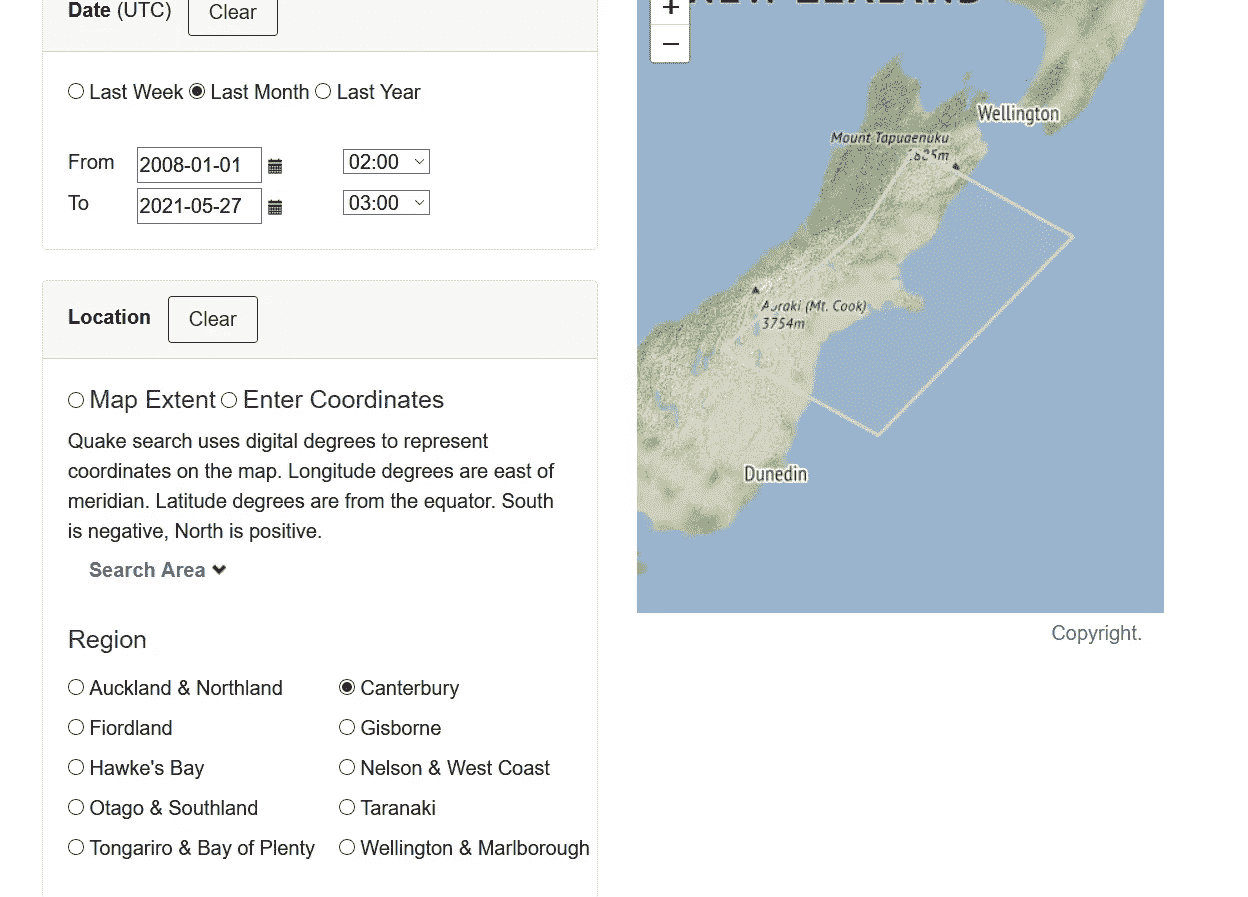 Date (UTC) Clear
Last Week Last Month Last Year
From 2008-01-01 02:00
To 2021-05-27 03:00
Location Clear
Map Extent Enter Coordinates
Quake search uses digital degrees to represent
coordinates on the map. Longitude degrees are east of
meridian. Latitude degrees are from the equator. South
is negative, North is positive.
Search Area
Region
Auckland & Northland Canterbury
Fiordland Gisborne
Hawke's Bay Nelson & West Coast
Otago & Southland Taranaki
Tongariro & Bay of Plenty Wellington & Marlborough
+
−
NEW ZEALAND
Wellington
Mount Tapuaenuku
Aoraki (Mt. Cook)
3754m
Dunedin
Copyright.